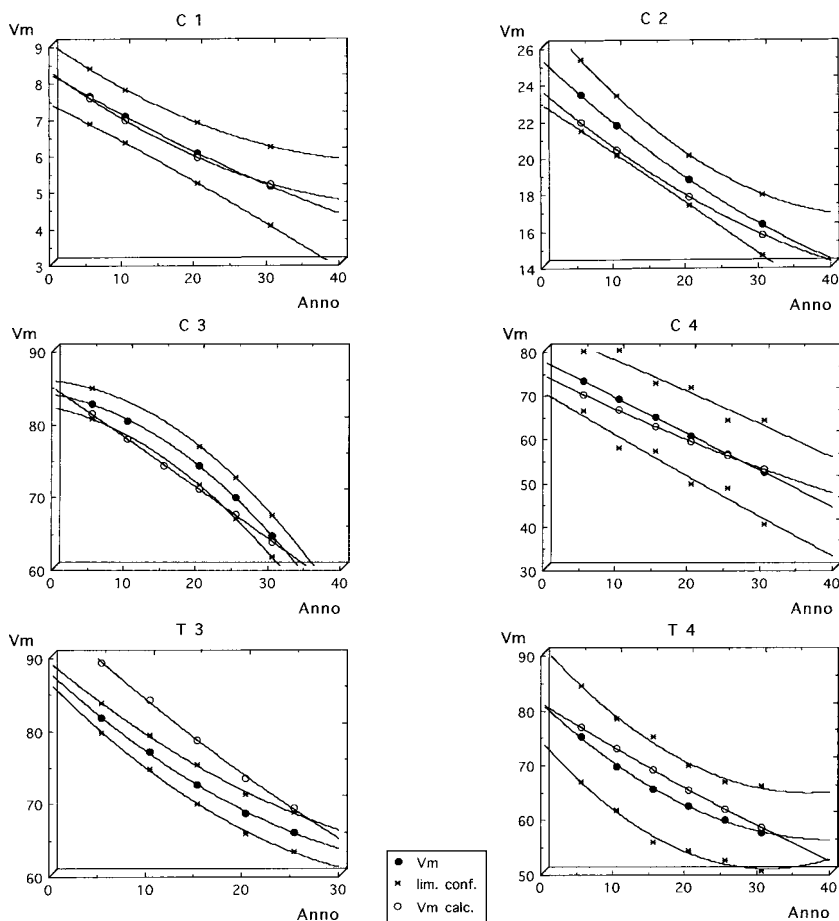 C 1
Vm
9
8
7
6
5
4
3
0 10 20 30 40
Anno
C 2
Vm
26
24
22
20
18
16
14
0 10 20 30 40
Anno
C 3
Vm
90
80
70
60
0 10 20 30 40
Anno
C 4
Vm
80
70
60
50
40
30
0 10 20 30 40
Anno
T 3
Vm
90
80
70
60
0 10 20 30
Anno
T 4
Vm
90
80
70
60
50
0 10 20 30 40
Anno
Vm
lim. conf.
Vm calc.